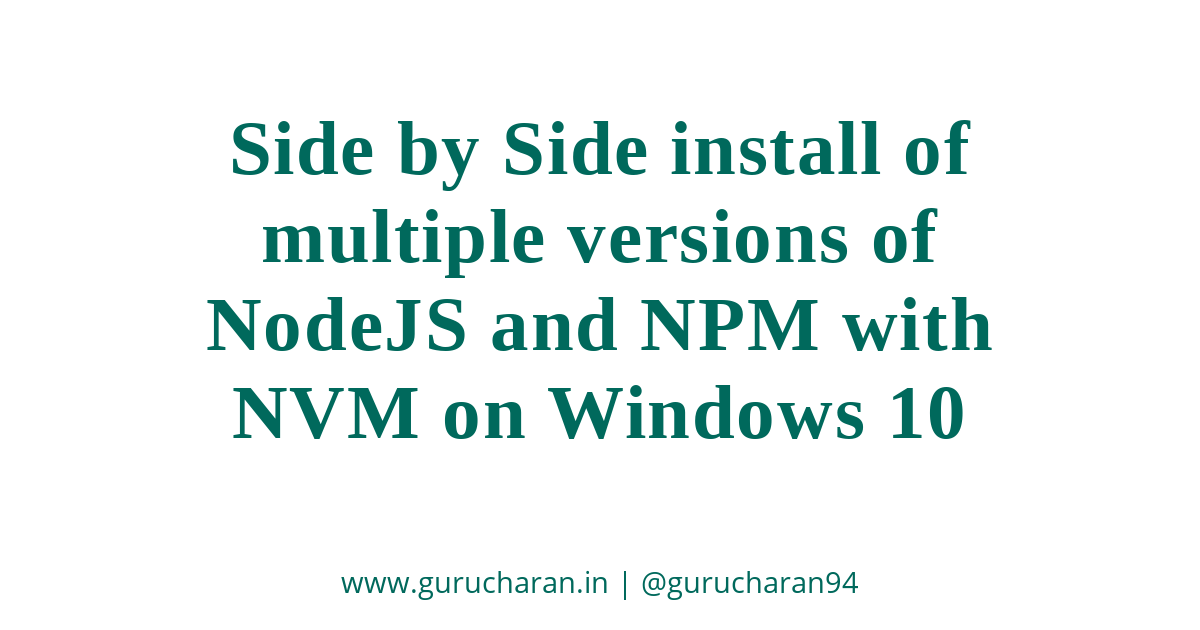 Side by Side install of
multiple versions of
NodeJS and NPM with
NVM on Windows 10
www.gurucharan.in | @gurucharan94